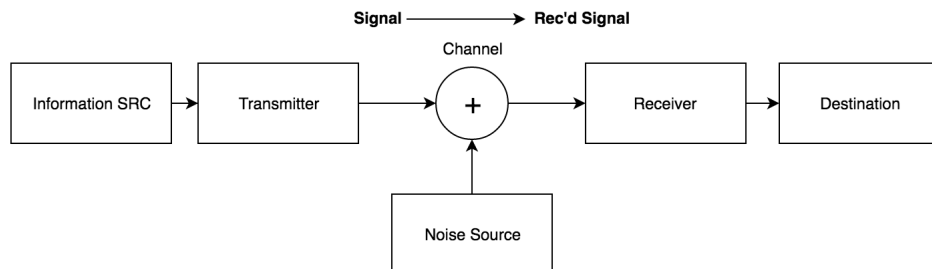 Signal Rec'd Signal
Channel
Information SRC
Transmitter
+
Receiver
Destination
Noise Source